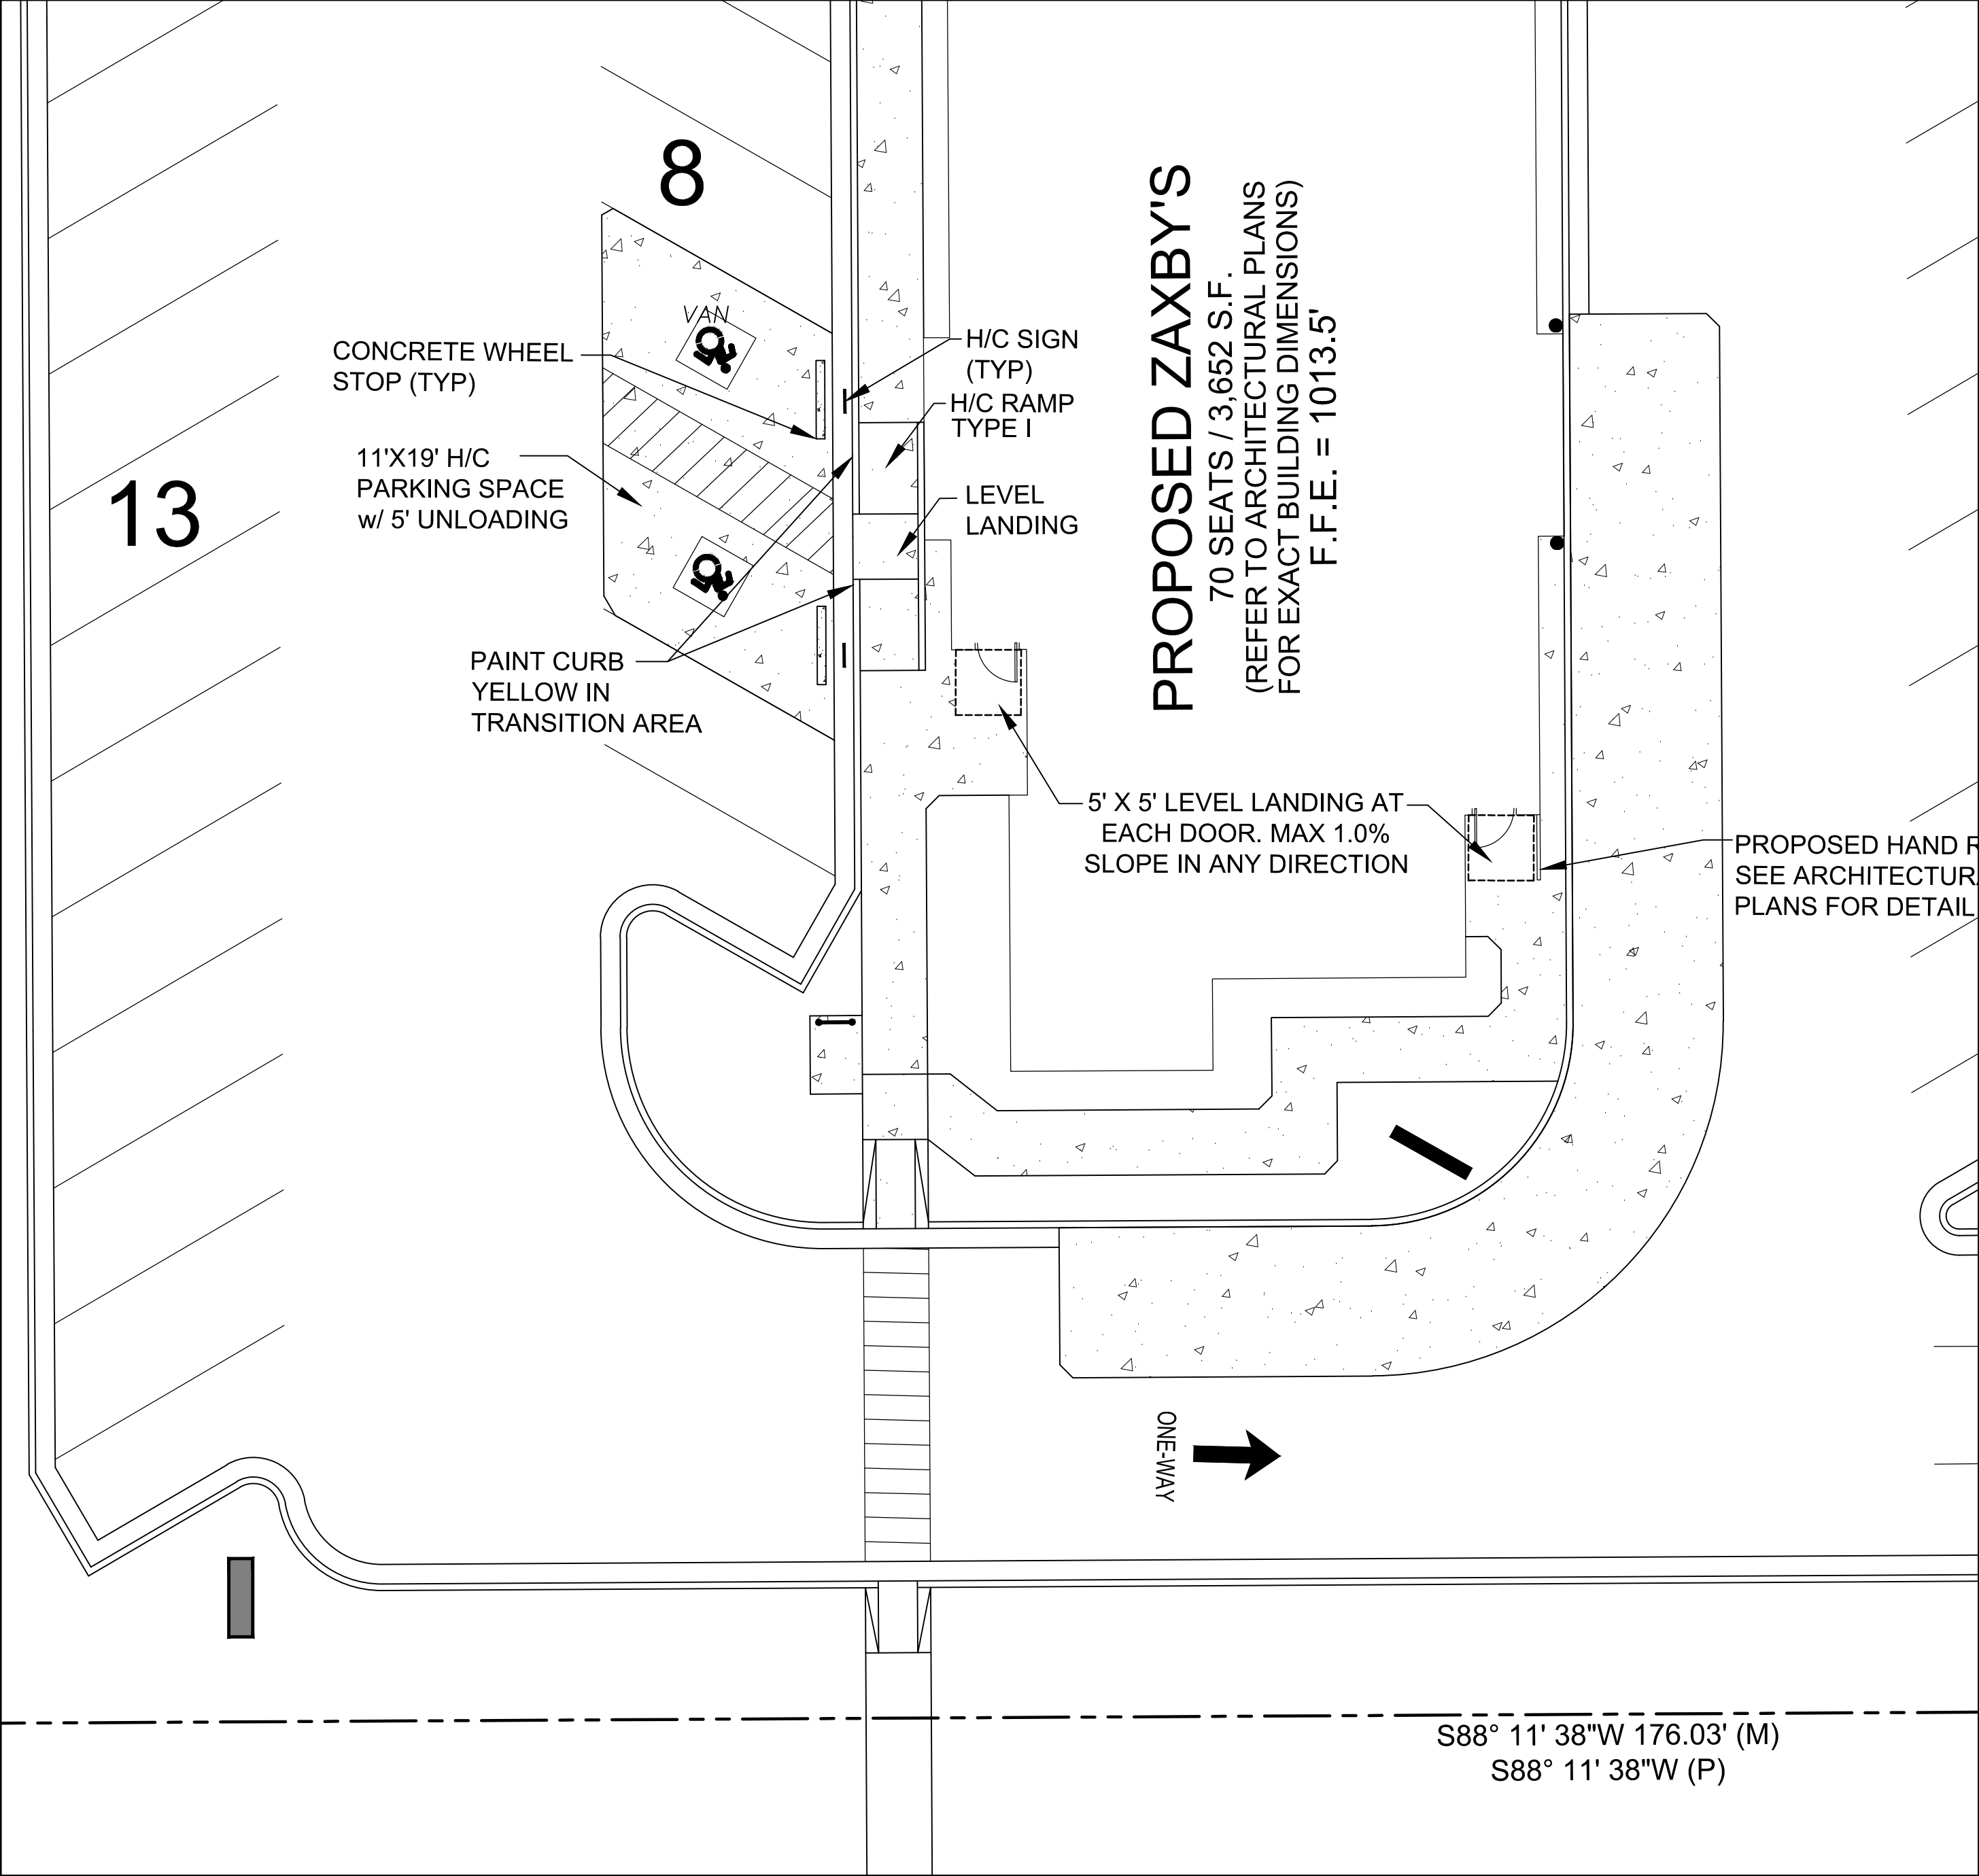 8
13
VAN
CONCRETE WHEEL
STOP (TYP)
11'X19' H/C
PARKING SPACE
w/ 5' UNLOADING
PAINT CURB
YELLOW IN
TRANSITION AREA
H/C SIGN
(TYP)
H/C RAMP
TYPE I
LEVEL
LANDING
PROPOSED ZAXBY'S
70 SEATS / 3,652 S.F.
(REFER TO ARCHITECTURAL PLANS
FOR EXACT BUILDING DIMENSIONS)
F.F.E. = 1013.5'
5' X 5' LEVEL LANDING AT
EACH DOOR. MAX 1.0%
SLOPE IN ANY DIRECTION
PROPOSED HAND R
SEE ARCHITECTURA
PLANS FOR DETAIL
ONE-WAY
S88° 11' 38"W 176.03' (M)
S88° 11' 38"W (P)